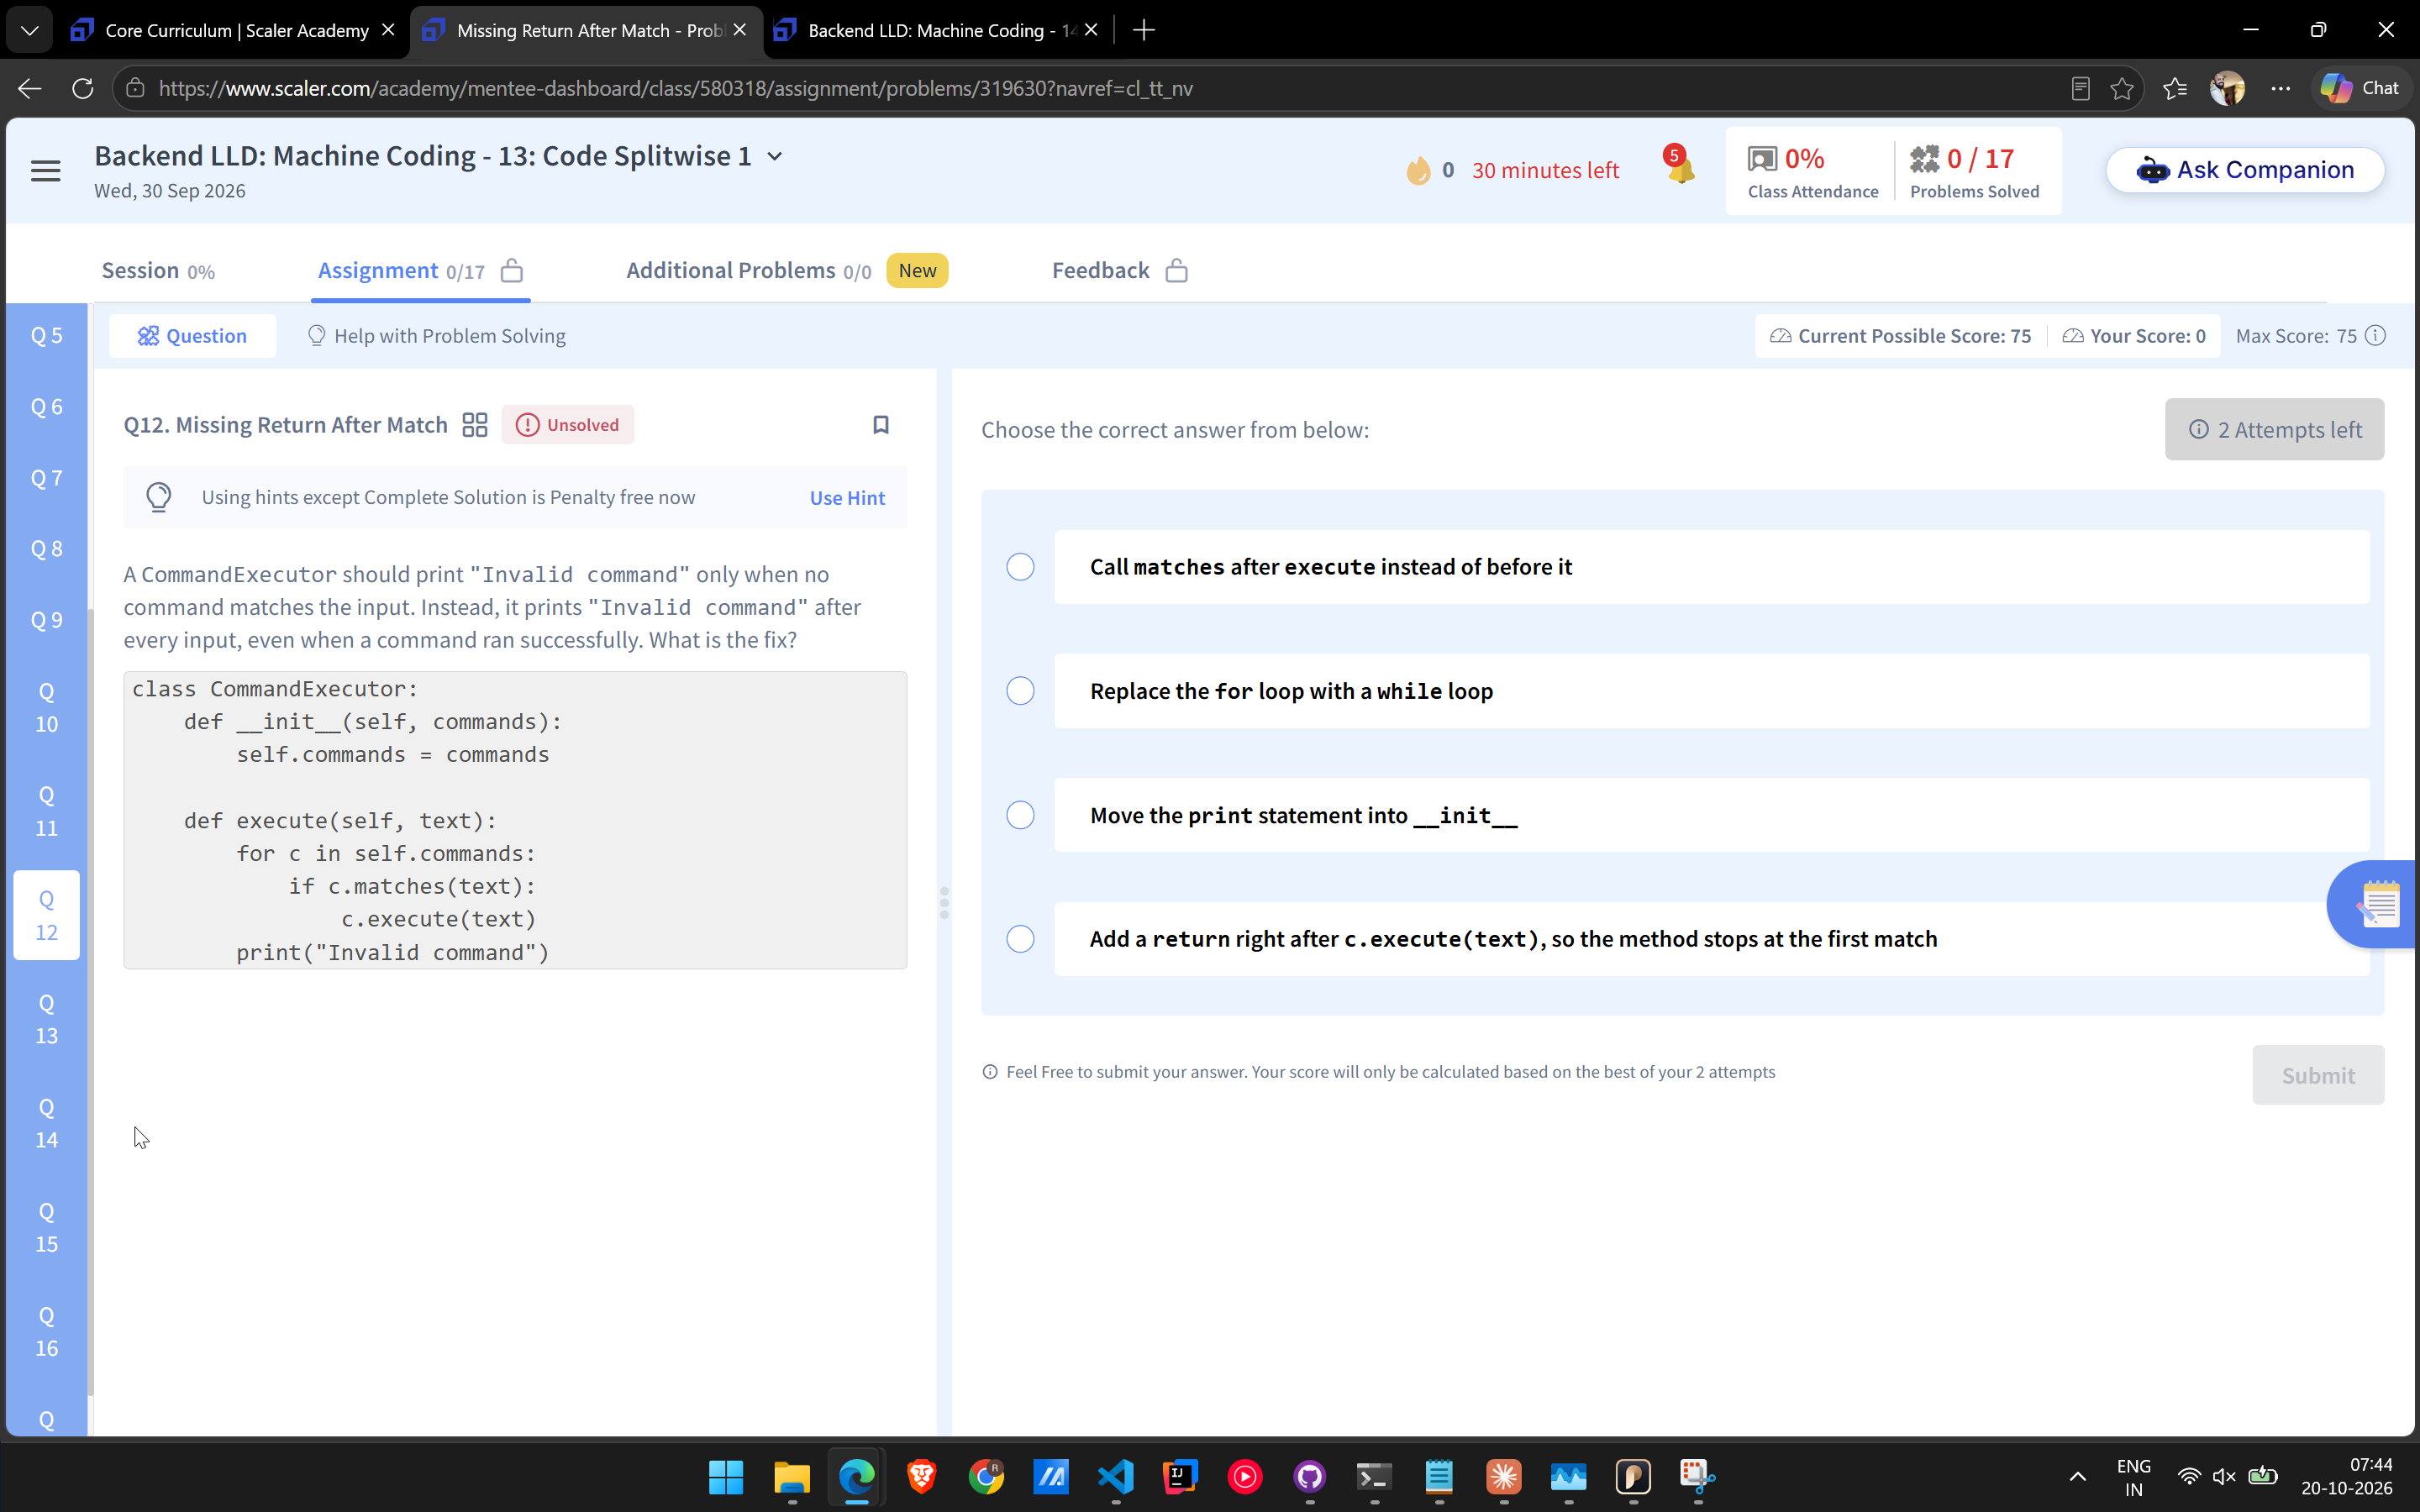 Core Curriculum | Scaler Academy
Missing Return After Match - Prob
Backend LLD: Machine Coding - 14
https://www.scaler.com/academy/mentee-dashboard/class/580318/assignment/problems/319630?navref=cl_tt_nv
Chat
Backend LLD: Machine Coding - 13: Code Splitwise 1
Wed, 30 Sep 2026
0
30 minutes left
5
0%
Class Attendance
0 / 17
Problems Solved
Ask Companion
Session 0%
Assignment 0/17
Additional Problems 0/0 New
Feedback
Question
Help with Problem Solving
Current Possible Score: 75
Your Score: 0
Max Score: 75
Q 5
Q 6
Q 7
Q 8
Q 9
Q
10
Q
11
Q
12
Q
13
Q
14
Q
15
Q
16
Q
Q12. Missing Return After Match
Unsolved
Using hints except Complete Solution is Penalty free now
Use Hint
A CommandExecutor should print "Invalid command" only when no
command matches the input. Instead, it prints "Invalid command" after
every input, even when a command ran successfully. What is the fix?
class CommandExecutor:
    def __init__(self, commands):
        self.commands = commands

    def execute(self, text):
        for c in self.commands:
            if c.matches(text):
                c.execute(text)
        print("Invalid command")
Choose the correct answer from below:
2 Attempts left
Call matches after execute instead of before it
Replace the for loop with a while loop
Move the print statement into __init__
Add a return right after c.execute(text), so the method stops at the first match
Feel Free to submit your answer. Your score will only be calculated based on the best of your 2 attempts
Submit
R
IJ
ENG
IN
07:44
20-10-2026